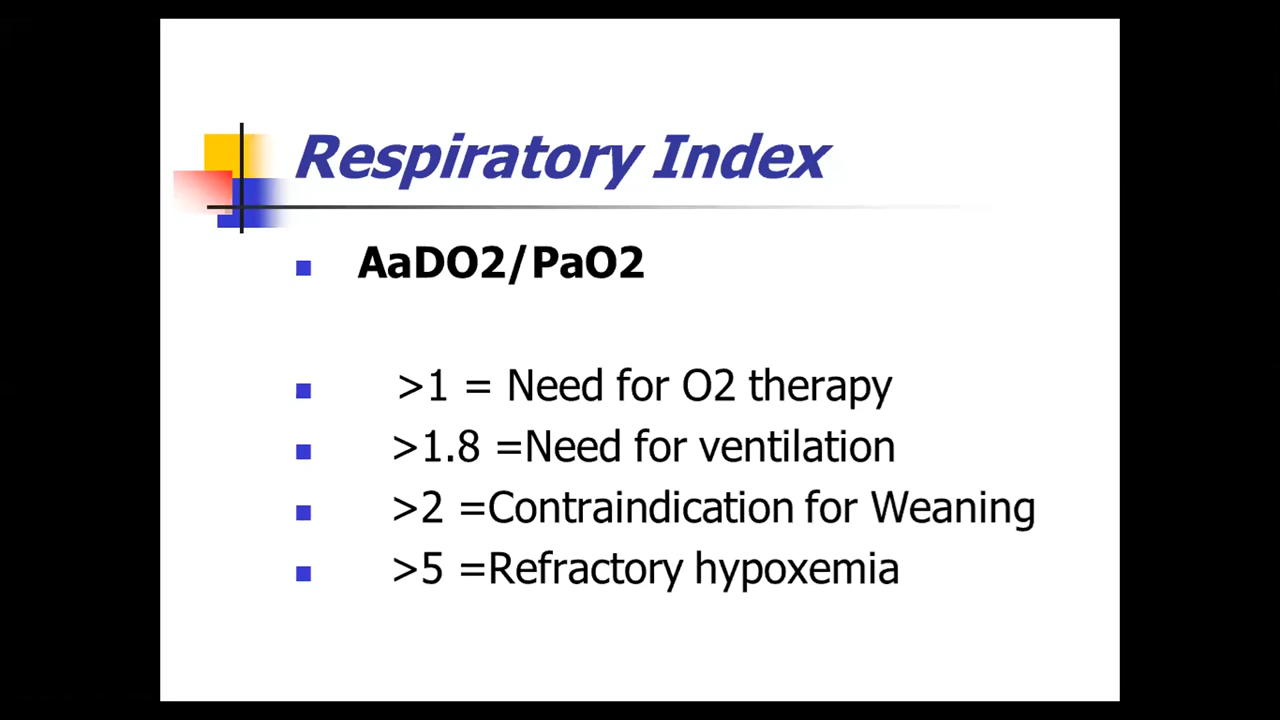 Respiratory Index
AaDO2/PaO2
>1 = Need for O2 therapy
>1.8 =Need for ventilation
>2 =Contraindication for Weaning
>5 =Refractory hypoxemia